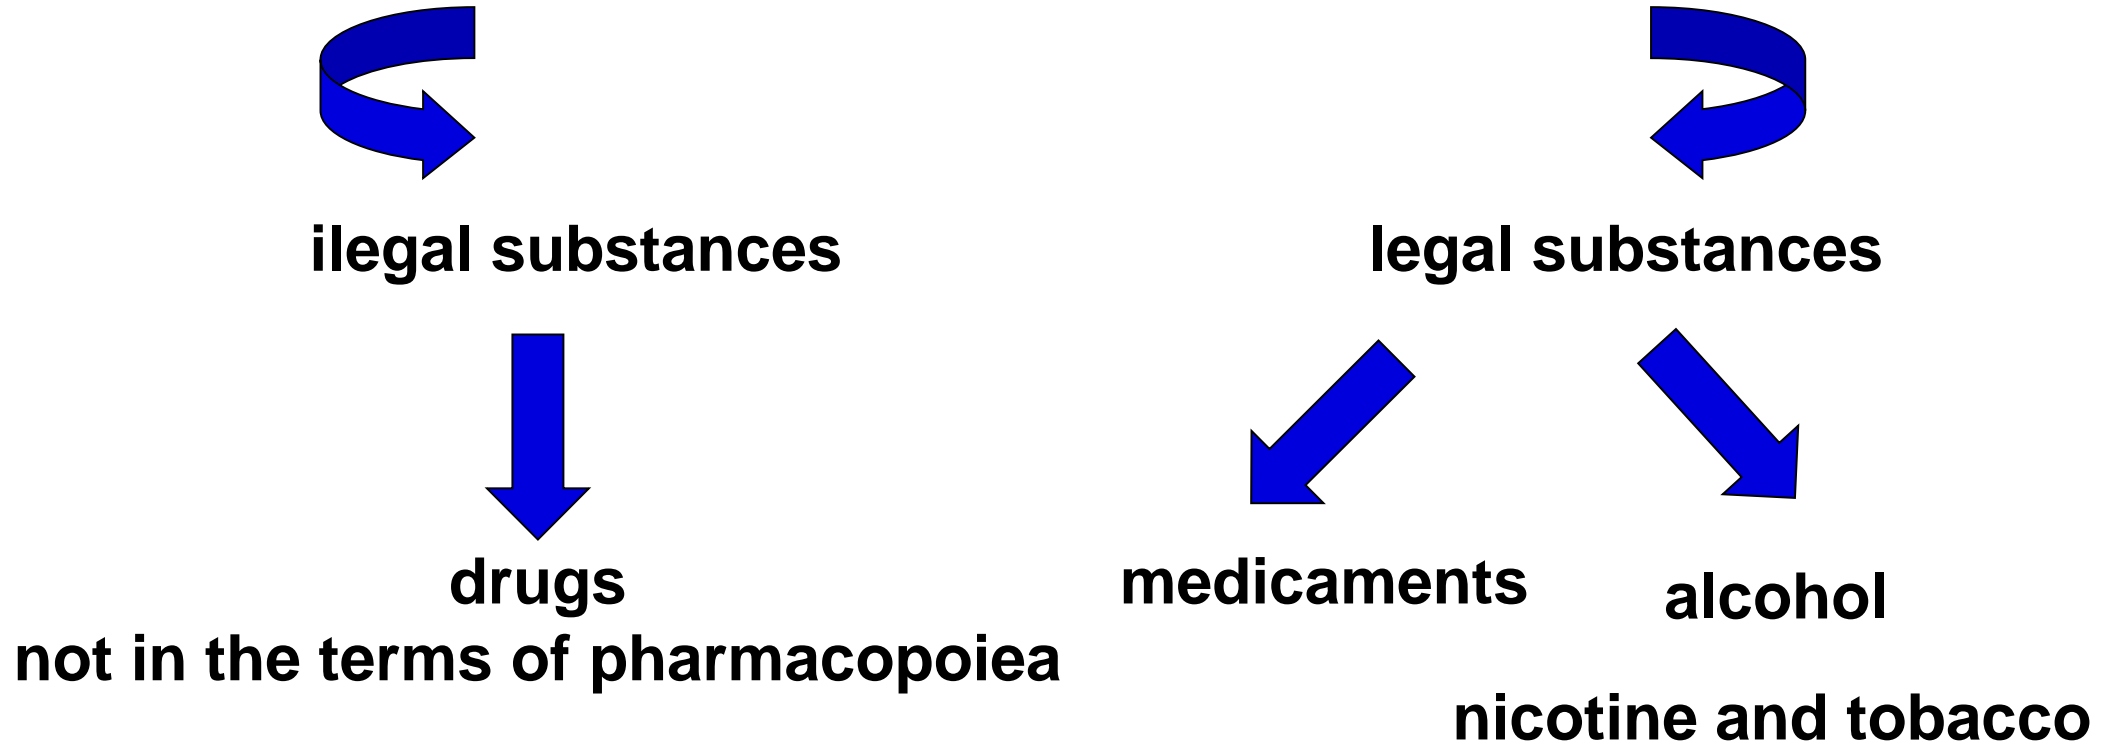 ilegal substances
legal substances
drugs
not in the terms of pharmacopoiea
medicaments
alcohol
nicotine and tobacco